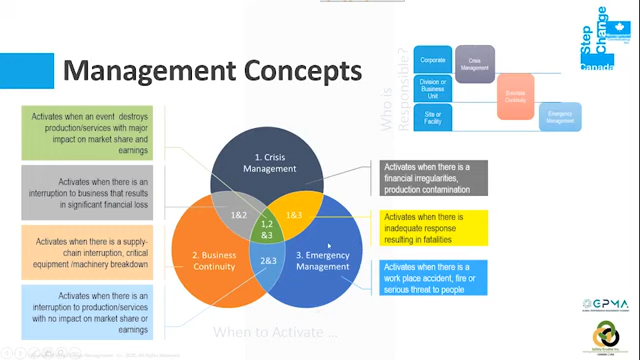 Management Concepts
Step
Change
Canada
Who is
Responsible?
Corporate
Division or
Business
Unit
Site or
Facility
Crisis
Management
Business
Continuity
Emergency
Management
Activates when an event destroys
production/services with major
impact on market share and
earnings
Activates when there is an
interruption to business that results
in significant financial loss
Activates when there is a supply-
chain interruption, critical
equipment/machinery breakdown
Activates when there is an
interruption to production/services
with no impact on market share or
earnings
1. Crisis
Management
1&2
1,2
&3
1&3
2. Business
Continuity
2&3
3. Emergency
Management
Activates when there is a
financial irregularities,
production contamination
Activates when there is
inadequate response
resulting in fatalities
Activates when there is a
work place accident, fire or
serious threat to people
When to Activate ...
GPMA